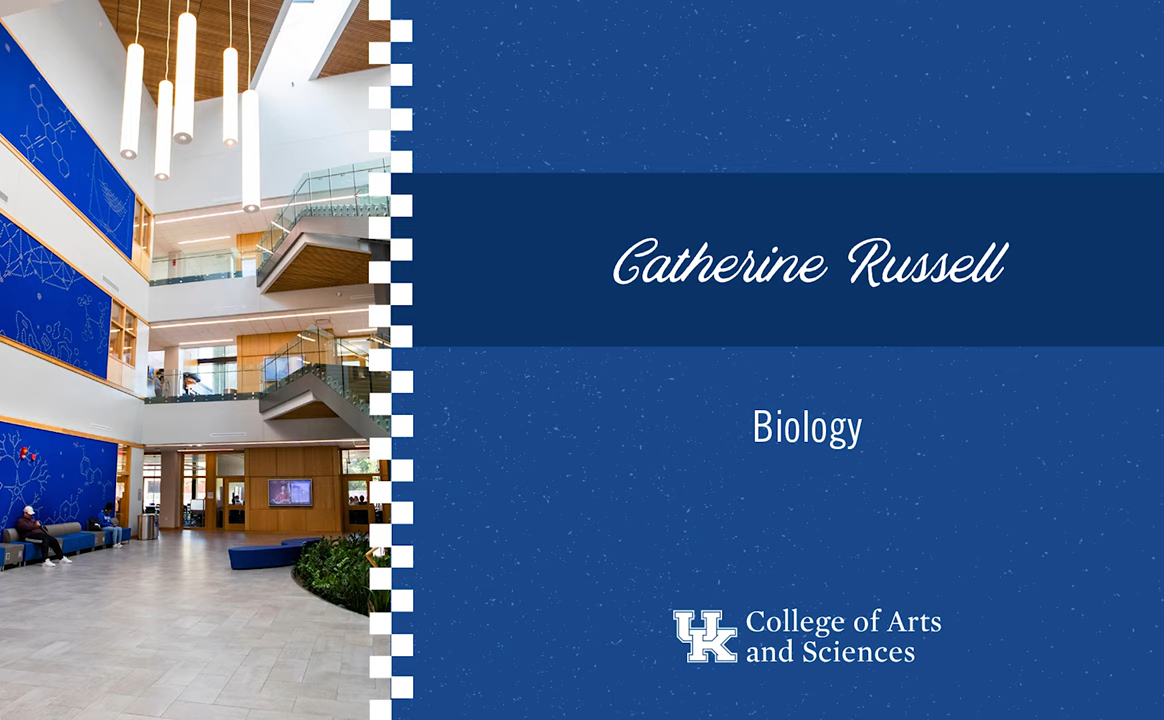 Catherine Russell
Biology
UK College of Arts
and Sciences